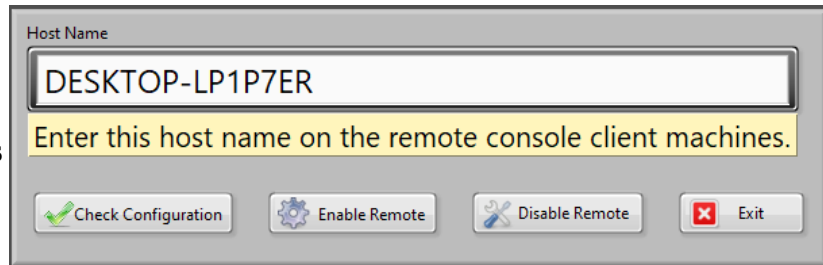 Host Name
DESKTOP-LP1P7ER
Enter this host name on the remote console client machines.
Check Configuration Enable Remote Disable Remote Exit